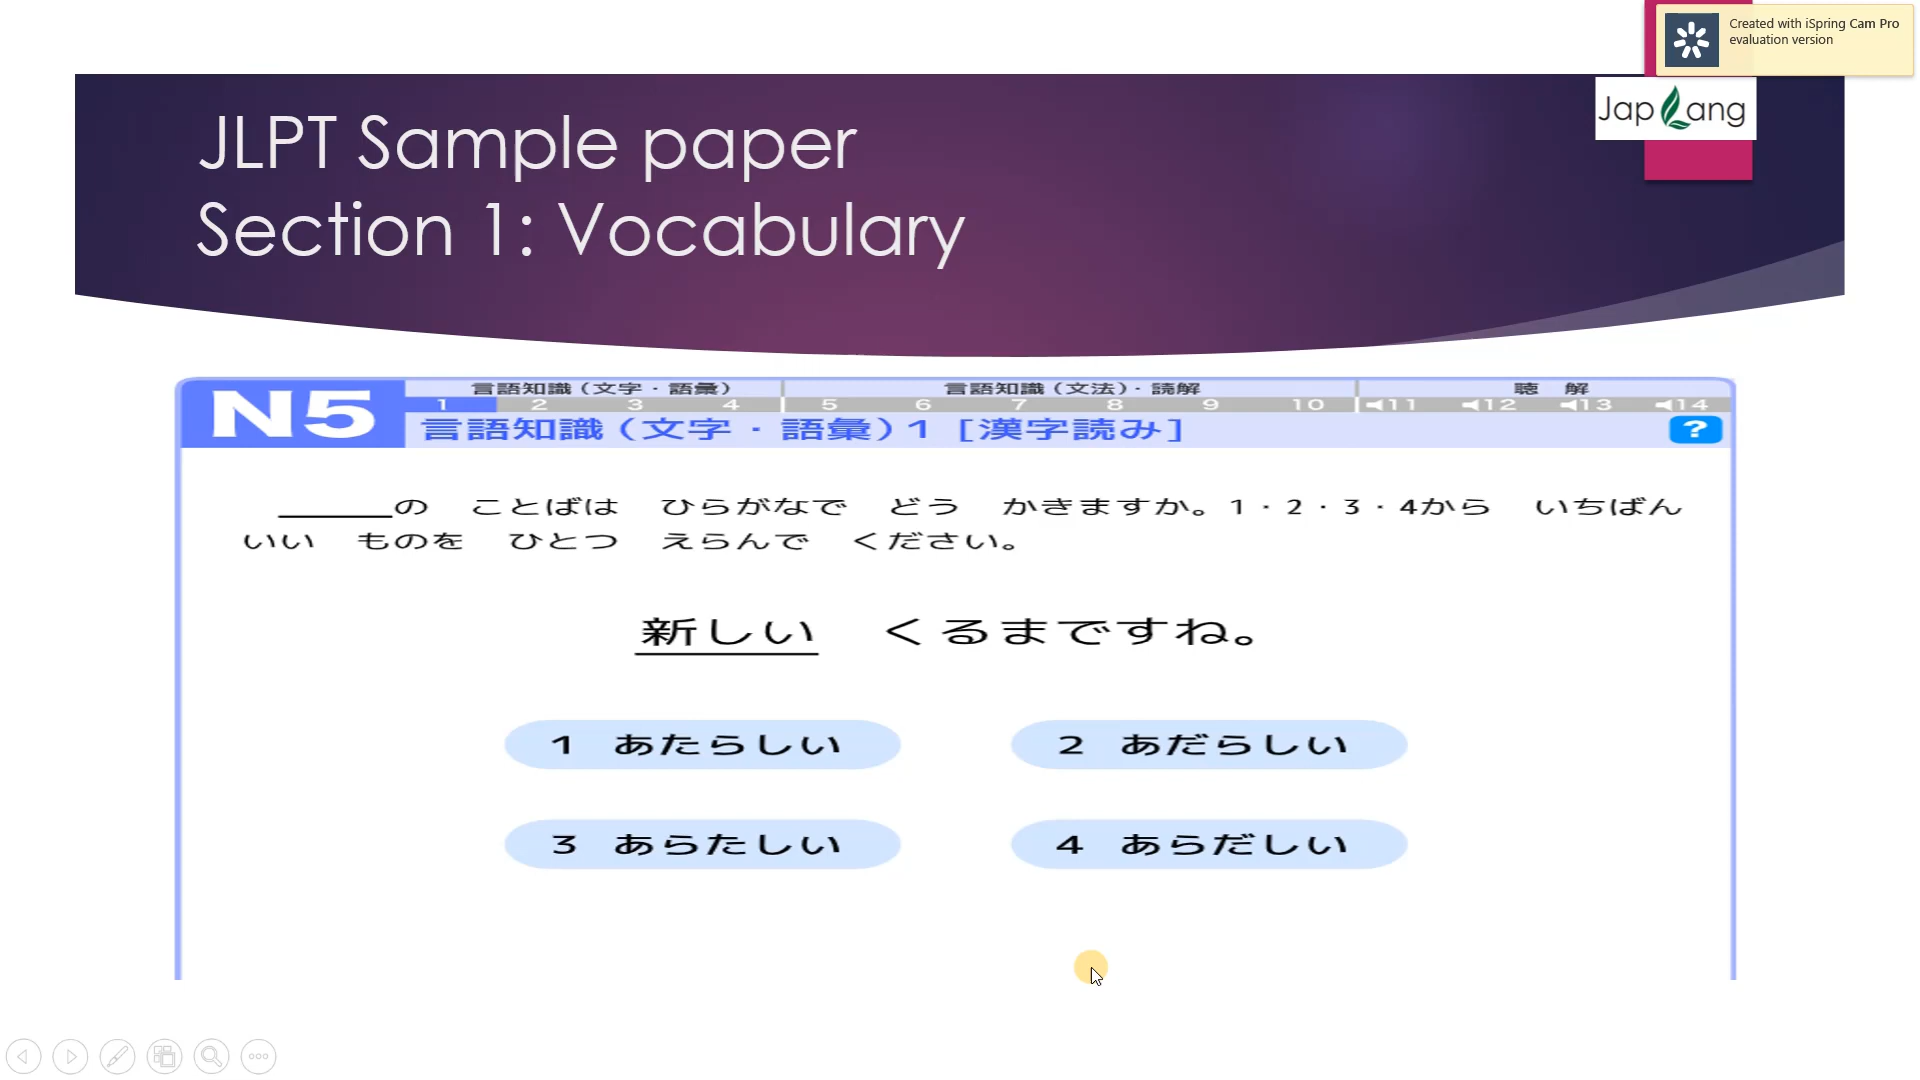 Created with iSpring Cam Pro
evaluation version
Jap Lang
JLPT Sample paper
Section 1: Vocabulary
N5
言語知識（文字・語彙）
言語知識（文法）・読解
聴 解
1 2 3 4 5 6 7 8 9 10 11 12 13 14
言語知識（文字・語彙）1 [漢字読み]
?
______の ことばは ひらがなで どう かきますか。1・2・3・4から いちばん
いい ものを ひとつ えらんで ください。
新しい くるまですね。
1 あたらしい
2 あだらしい
3 あらたしい
4 あらだしい